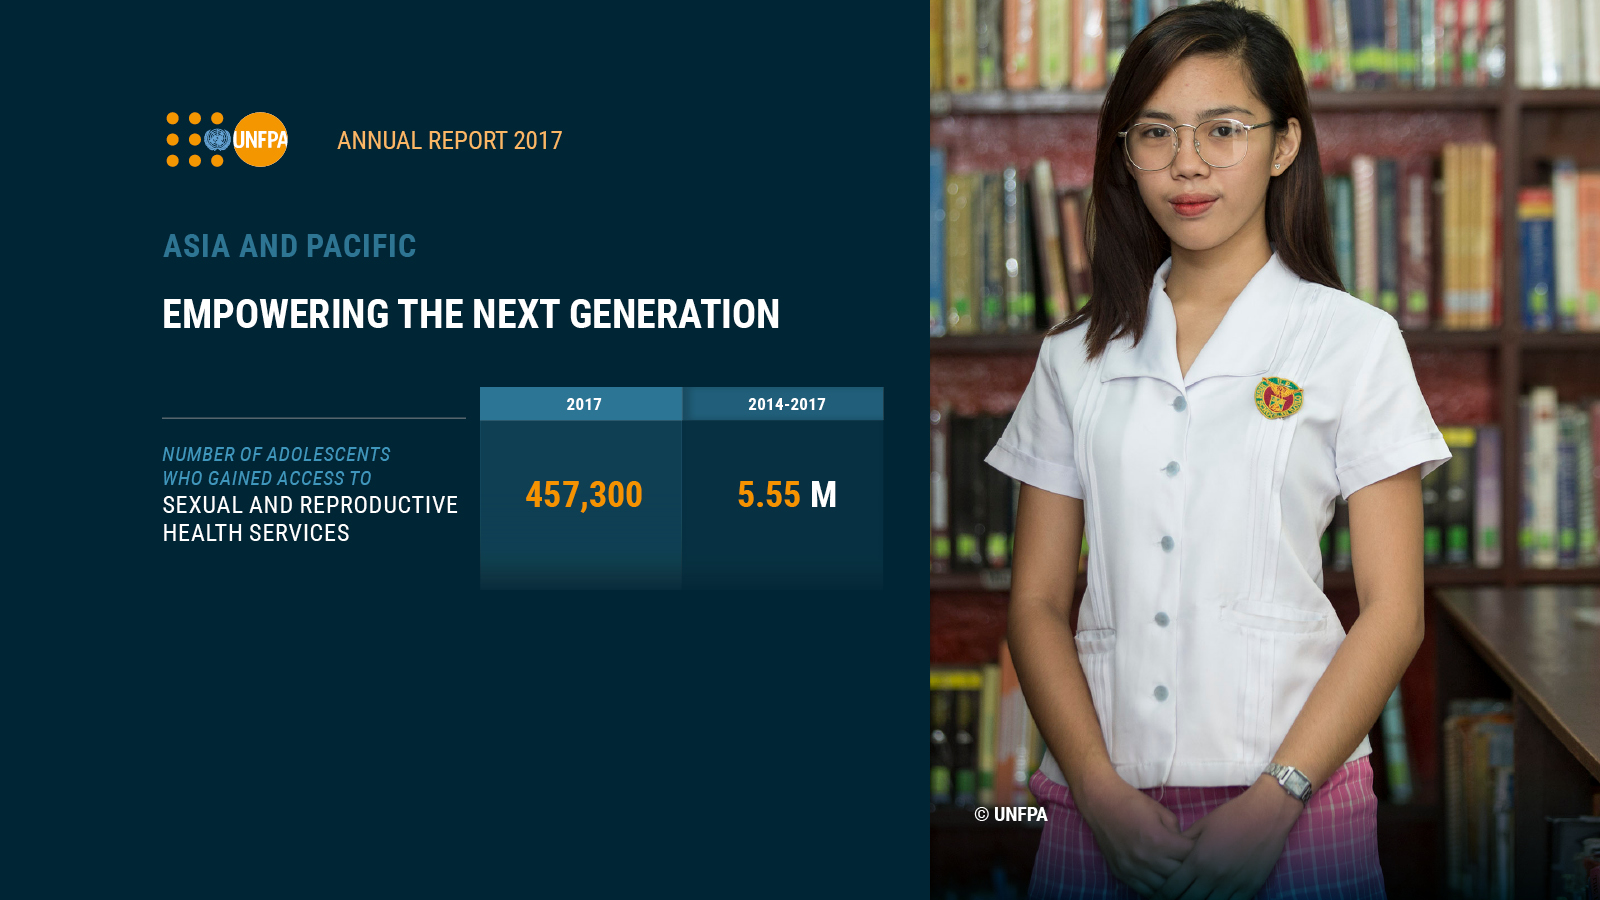 UNFPA
ANNUAL REPORT 2017
ASIA AND PACIFIC
EMPOWERING THE NEXT GENERATION
2017
2014-2017
NUMBER OF ADOLESCENTS
WHO GAINED ACCESS TO
SEXUAL AND REPRODUCTIVE
HEALTH SERVICES
457,300
5.55 M
© UNFPA